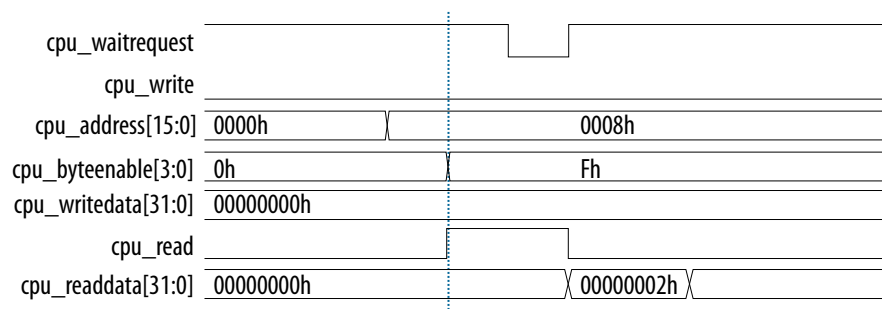 cpu_waitrequest
cpu_write
cpu_address[15:0] 0000h 0008h
cpu_byteenable[3:0] 0h Fh
cpu_writedata[31:0] 00000000h
cpu_read
cpu_readdata[31:0] 00000000h 00000002h